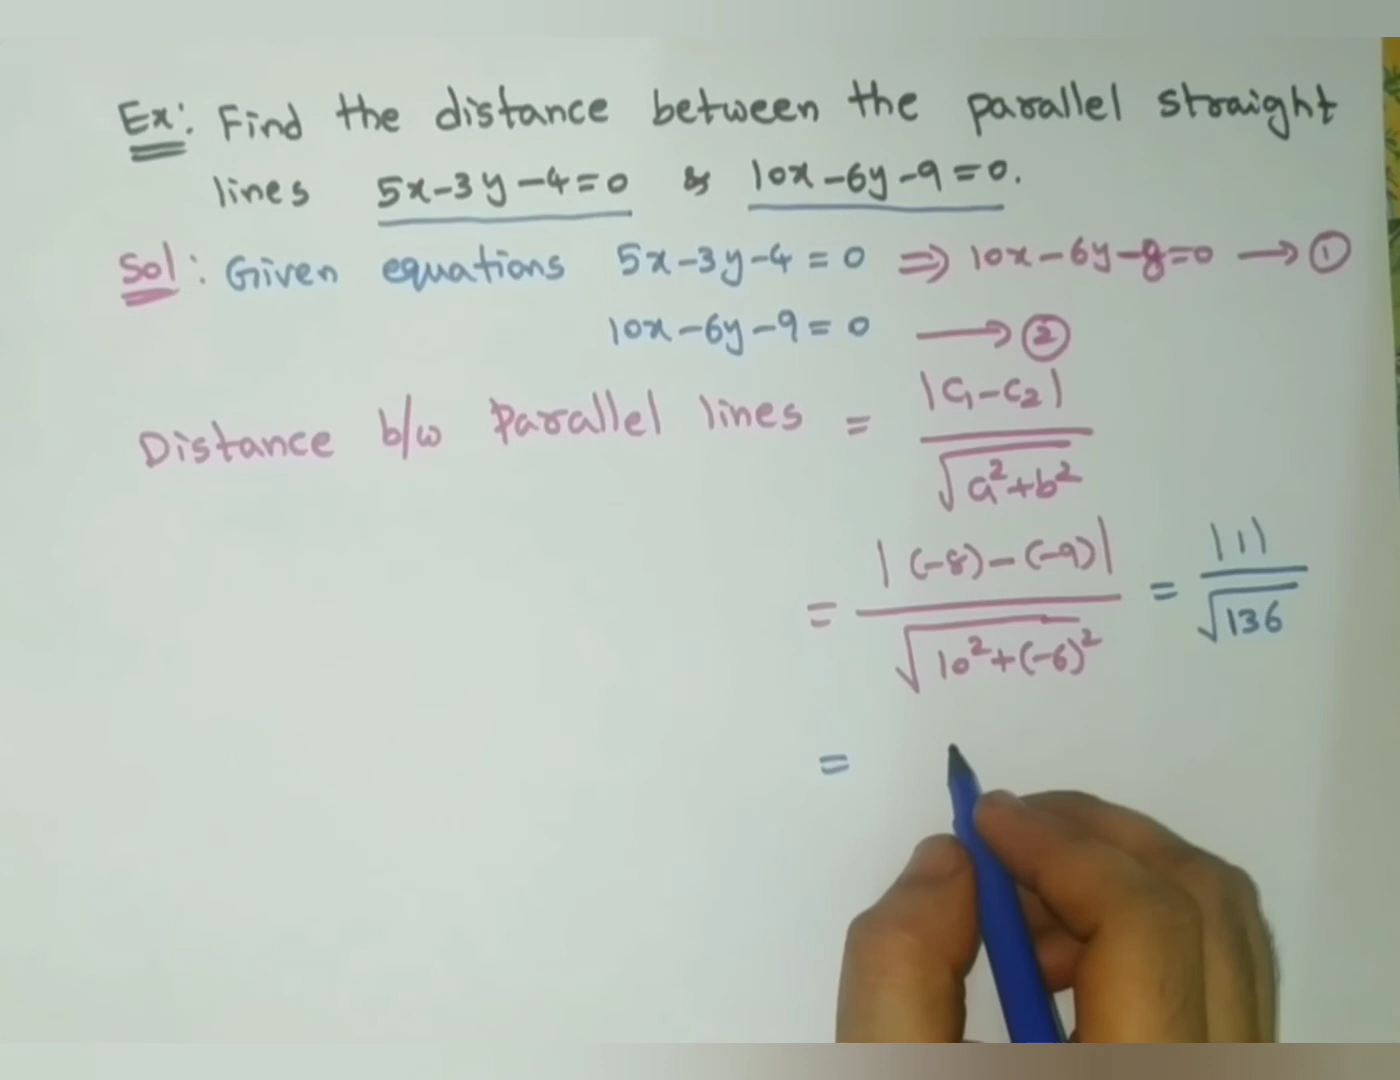 Ex: Find the distance between the parallel straight
lines 5x-3y-4=0 & 10x-6y-9=0.
Sol: Given equations 5x-3y-4=0 ⇒ 10x-6y-8=0 → ①
10x-6y-9=0 → ②
Distance b/w Parallel lines = |C₁-C₂| / √(a²+b²)
= |(-8)-(-9)| / √(10²+(-6)²) = |1| / √136
=